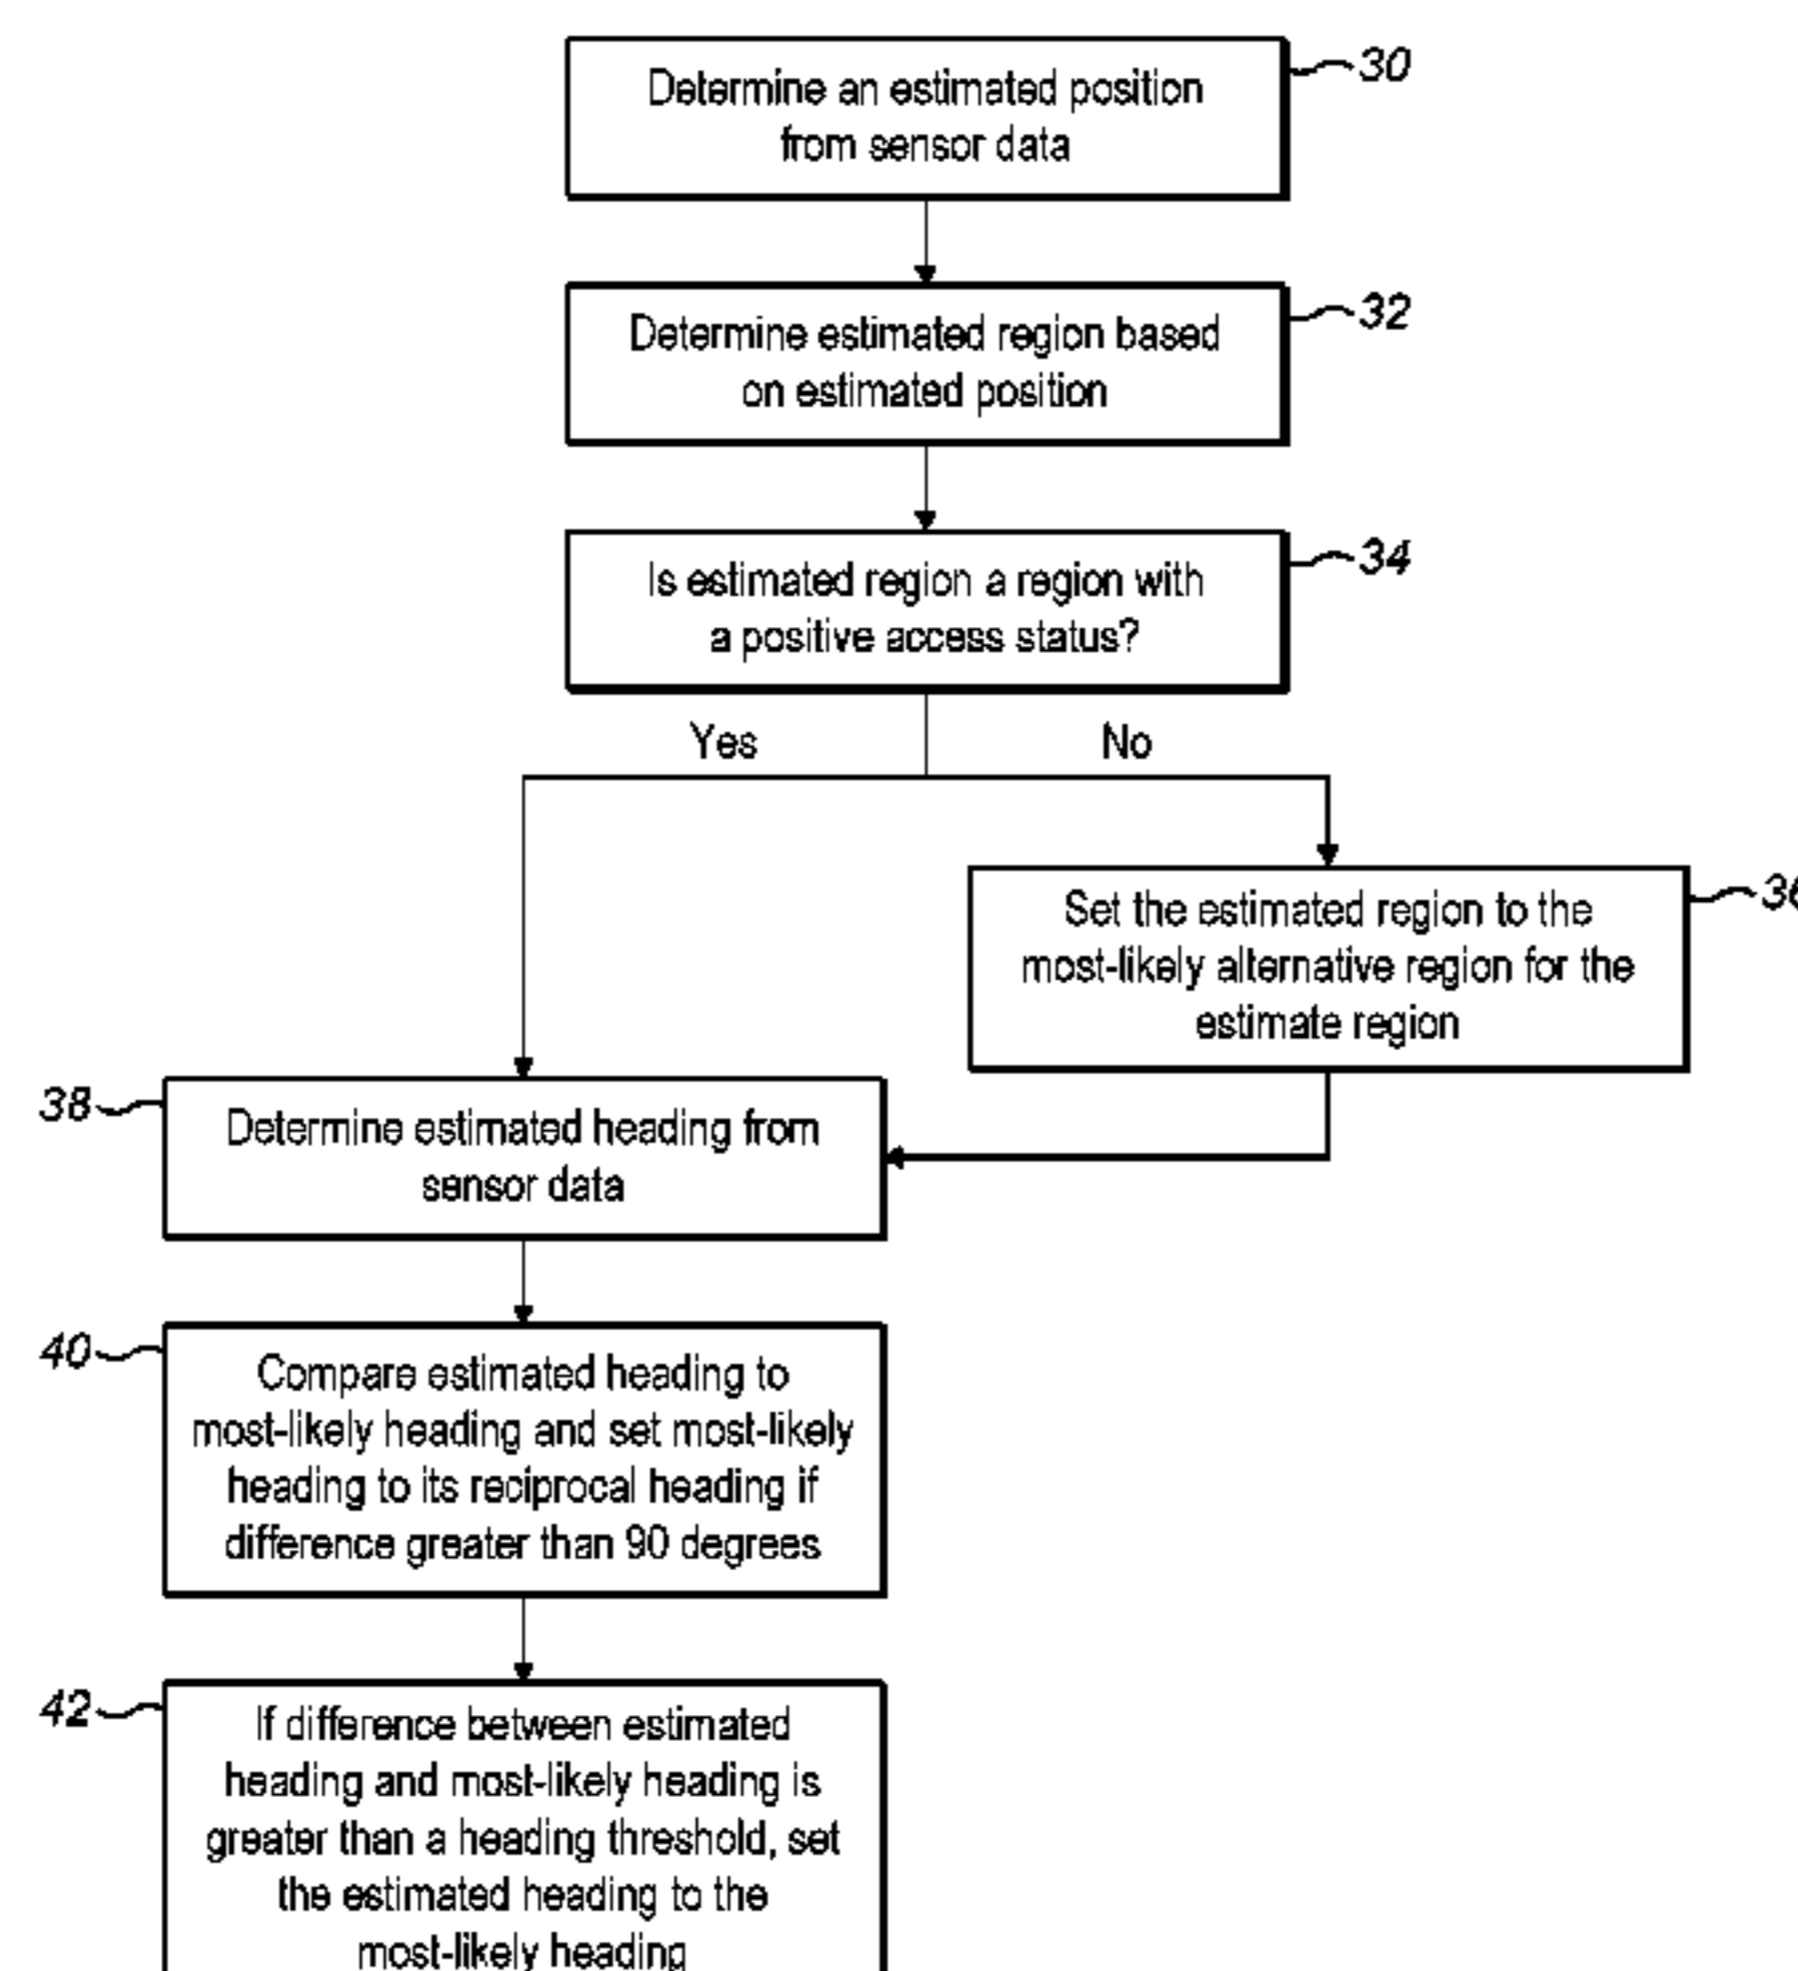 Determine an estimated position
from sensor data
30
Determine estimated region based
on estimated position
32
Is estimated region a region with
a positive access status?
34
Yes
No
Set the estimated region to the
most-likely alternative region for the
estimate region
38
Determine estimated heading from
sensor data
40
Compare estimated heading to
most-likely heading and set most-likely
heading to its reciprocal heading if
difference greater than 90 degrees
42
If difference between estimated
heading and most-likely heading is
greater than a heading threshold, set
the estimated heading to the
most-likely heading